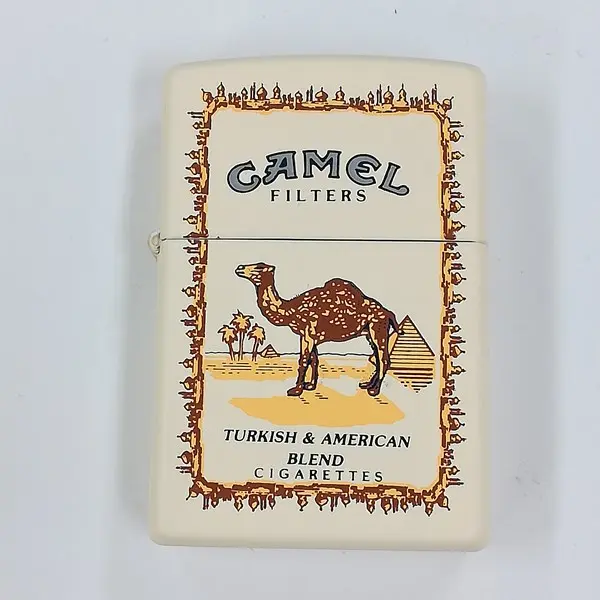 CAMEL
FILTERS
TURKISH & AMERICAN
BLEND
CIGARETTES